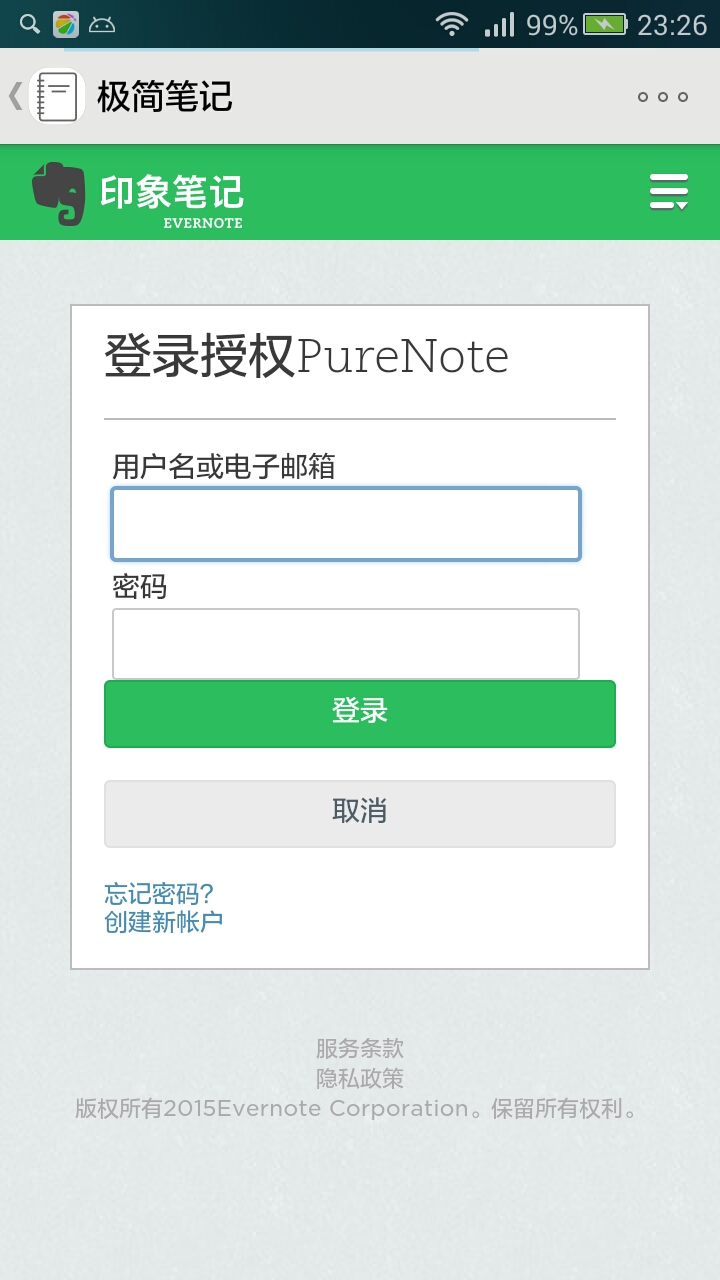 99% 23:26
极简笔记
印象笔记
EVERNOTE
登录授权PureNote
用户名或电子邮箱
密码
登录
取消
忘记密码?
创建新帐户
服务条款
隐私政策
版权所有2015Evernote Corporation。保留所有权利。